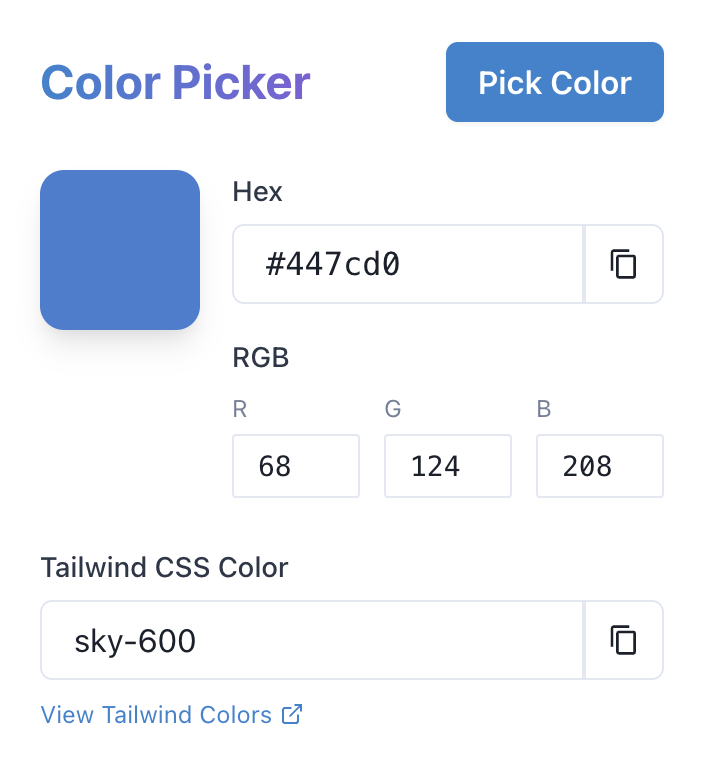 Color Picker
Pick Color
Hex
#447cd0
RGB
R G B
68 124 208
Tailwind CSS Color
sky-600
View Tailwind Colors